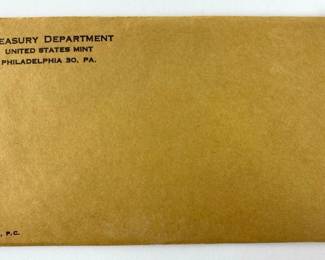 EASURY DEPARTMENT
UNITED STATES MINT
PHILADELPHIA 30, PA.
, P.C.